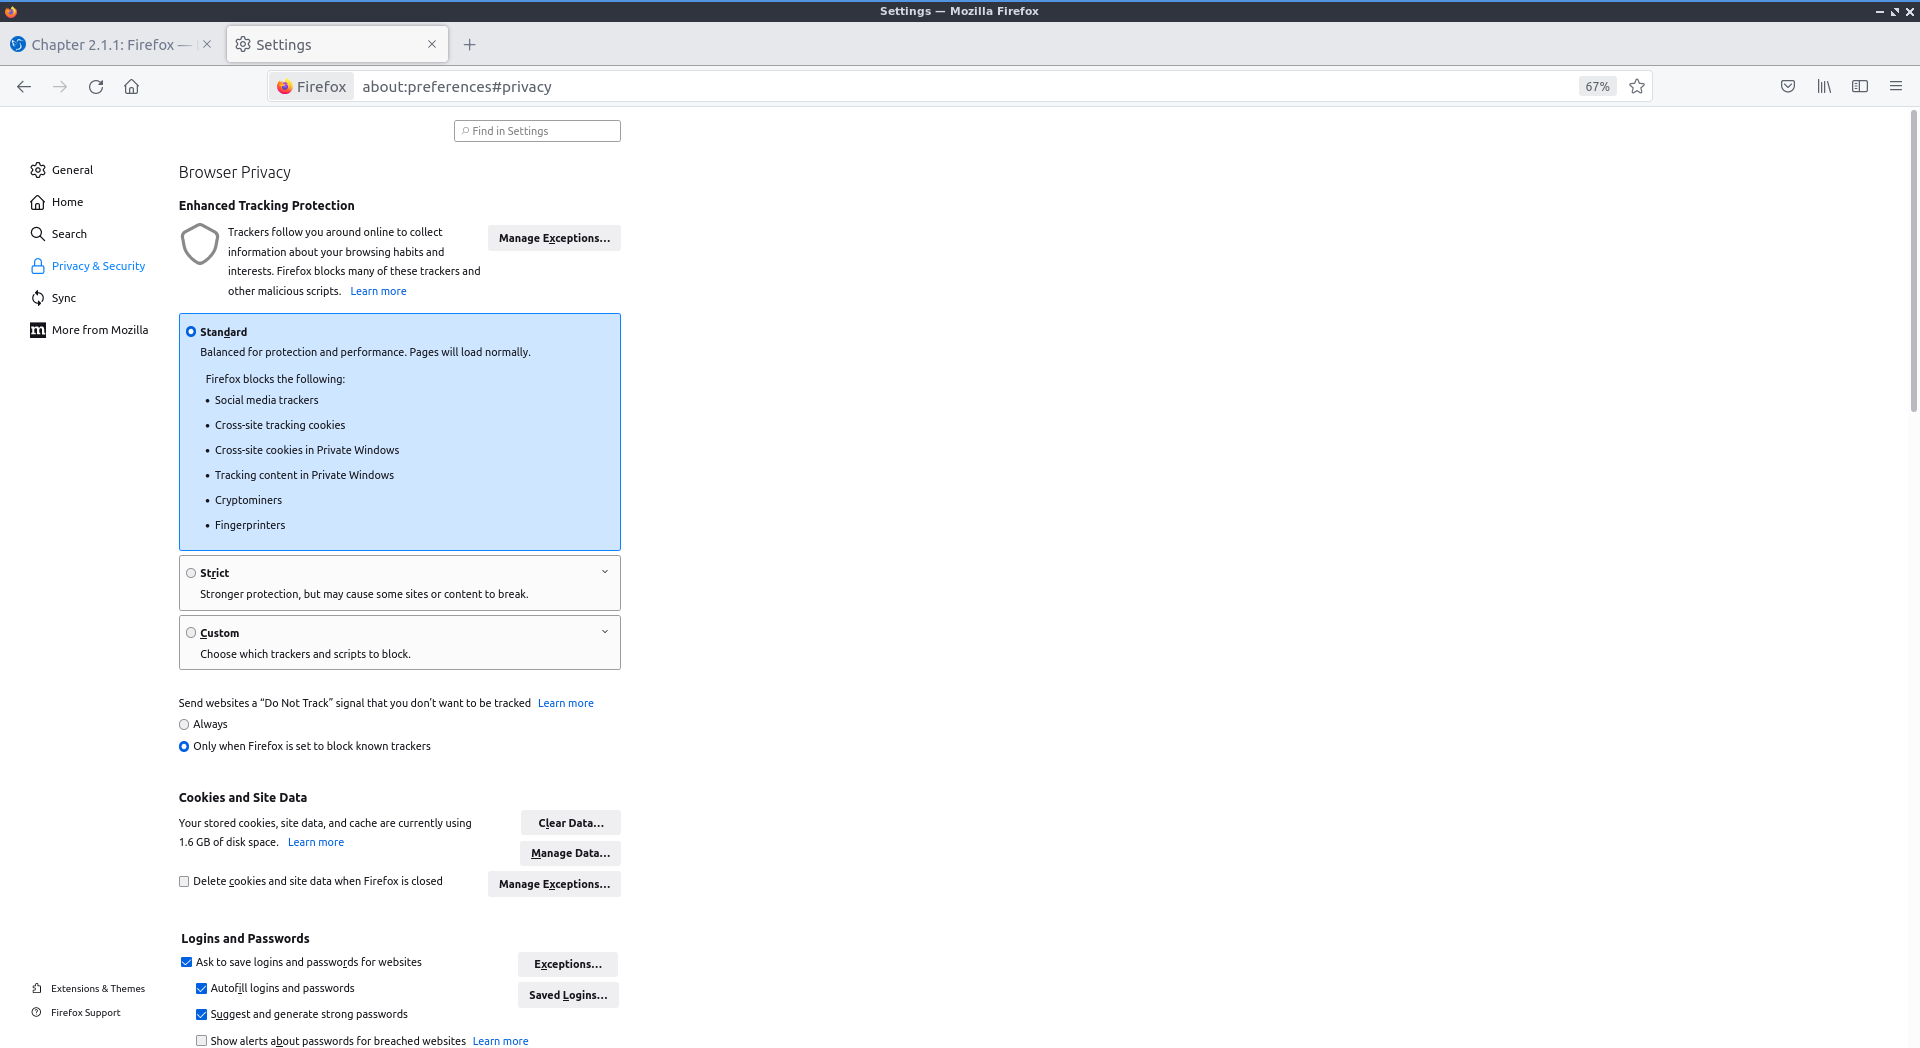 Settings — Mozilla Firefox
Chapter 2.1.1: Firefox —
Settings
Firefox
about:preferences#privacy
67%
Find in Settings
General
Home
Search
Privacy & Security
Sync
More from Mozilla
Browser Privacy
Enhanced Tracking Protection
Trackers follow you around online to collect
information about your browsing habits and
interests. Firefox blocks many of these trackers and
other malicious scripts. Learn more
Manage Exceptions...
Standard
Balanced for protection and performance. Pages will load normally.
Firefox blocks the following:
• Social media trackers
• Cross-site tracking cookies
• Cross-site cookies in Private Windows
• Tracking content in Private Windows
• Cryptominers
• Fingerprinters
Strict
Stronger protection, but may cause some sites or content to break.
Custom
Choose which trackers and scripts to block.
Send websites a “Do Not Track” signal that you don’t want to be tracked Learn more
Always
Only when Firefox is set to block known trackers
Cookies and Site Data
Your stored cookies, site data, and cache are currently using
1.6 GB of disk space. Learn more
Clear Data...
Manage Data...
Delete cookies and site data when Firefox is closed
Manage Exceptions...
Logins and Passwords
Ask to save logins and passwords for websites
Exceptions...
Autofill logins and passwords
Saved Logins...
Suggest and generate strong passwords
Show alerts about passwords for breached websites Learn more
Extensions & Themes
Firefox Support